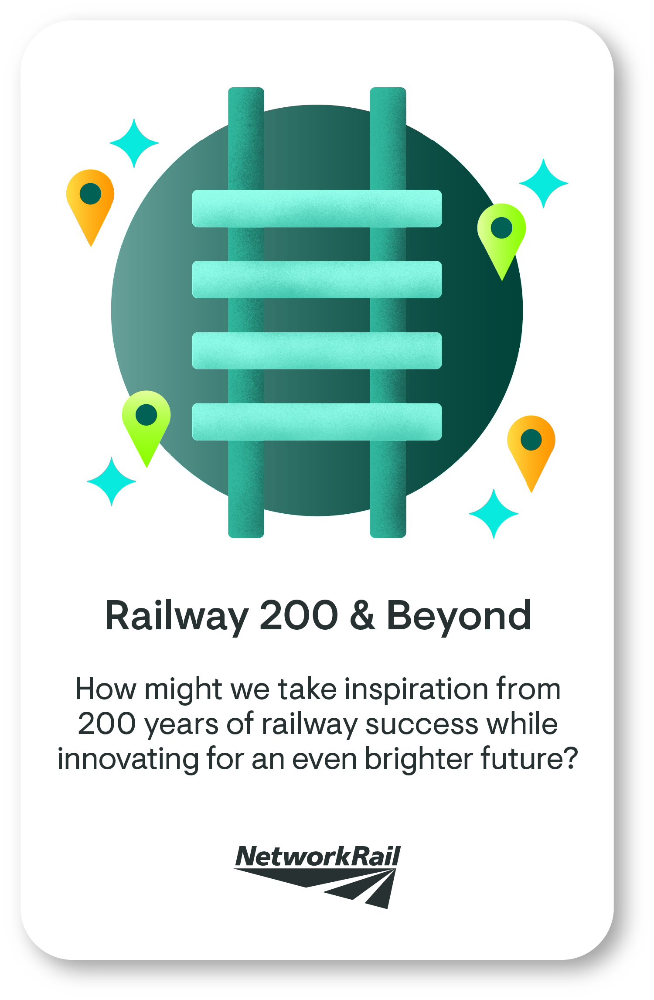 Railway 200 & Beyond
How might we take inspiration from
200 years of railway success while
innovating for an even brighter future?
NetworkRail